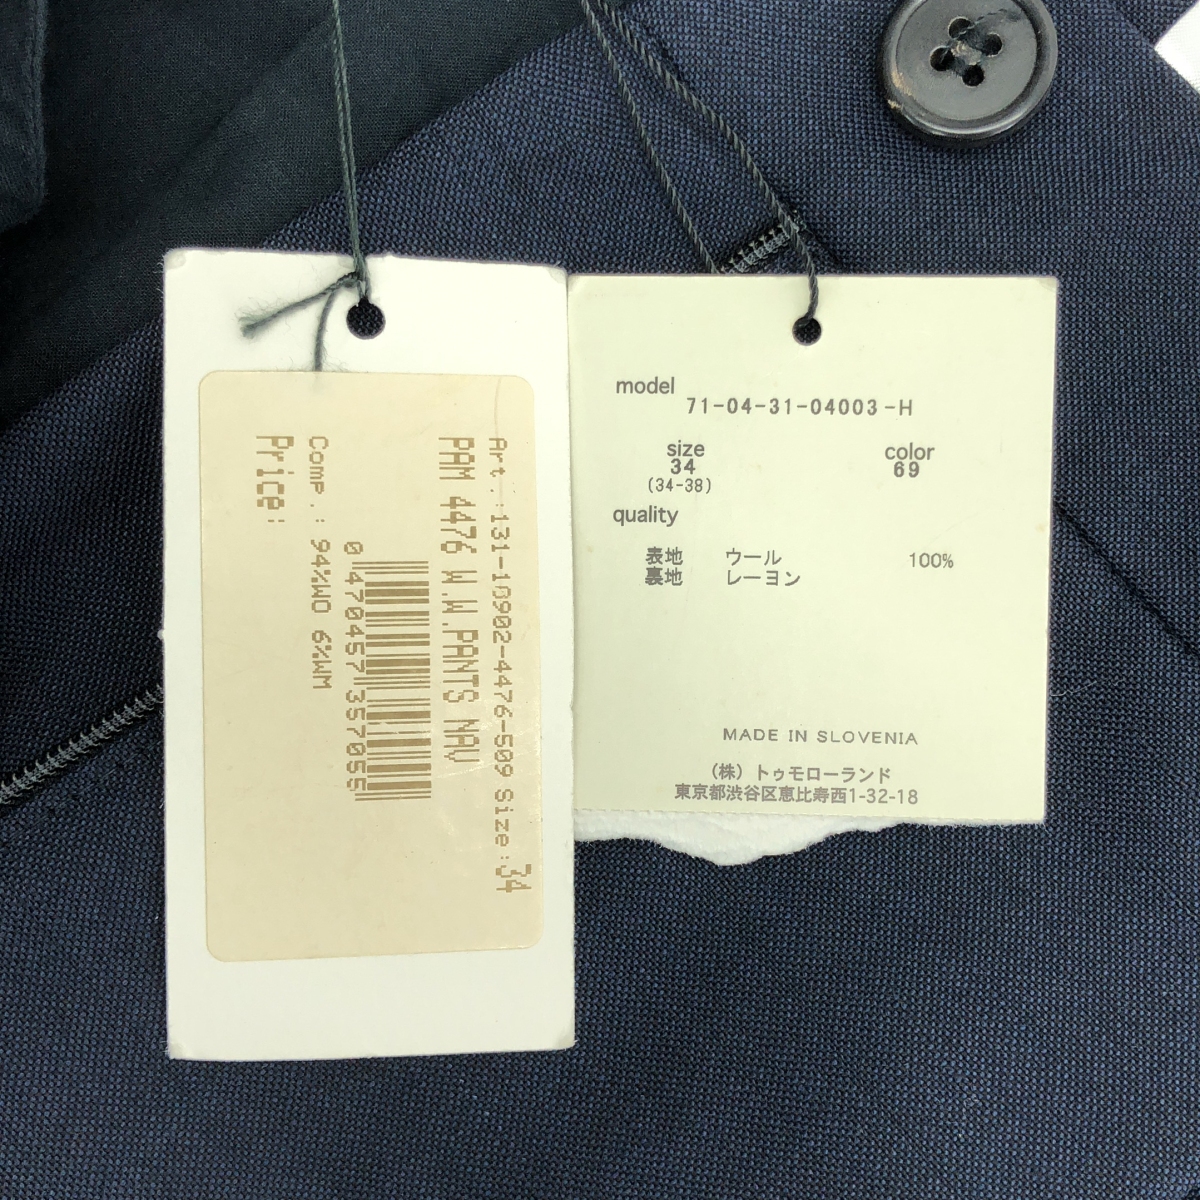 Art.:131-10902-4476-509 Size:34
PAM 4476 W.W.PANTS NAV
0 470457 357055
Comp.: 94%WO 6%WM
Price:
model
71-04-31-04003-H
size color
34 69
(34-38)
quality
表地 ウール 100%
裏地 レーヨン
MADE IN SLOVENIA
(株)トゥモローランド
東京都渋谷区恵比寿西1-32-18